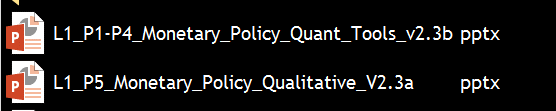 L1_P1-P4_Monetary_Policy_Quant_Tools_v2.3b pptx
L1_P5_Monetary_Policy_Qualitative_V2.3a pptx